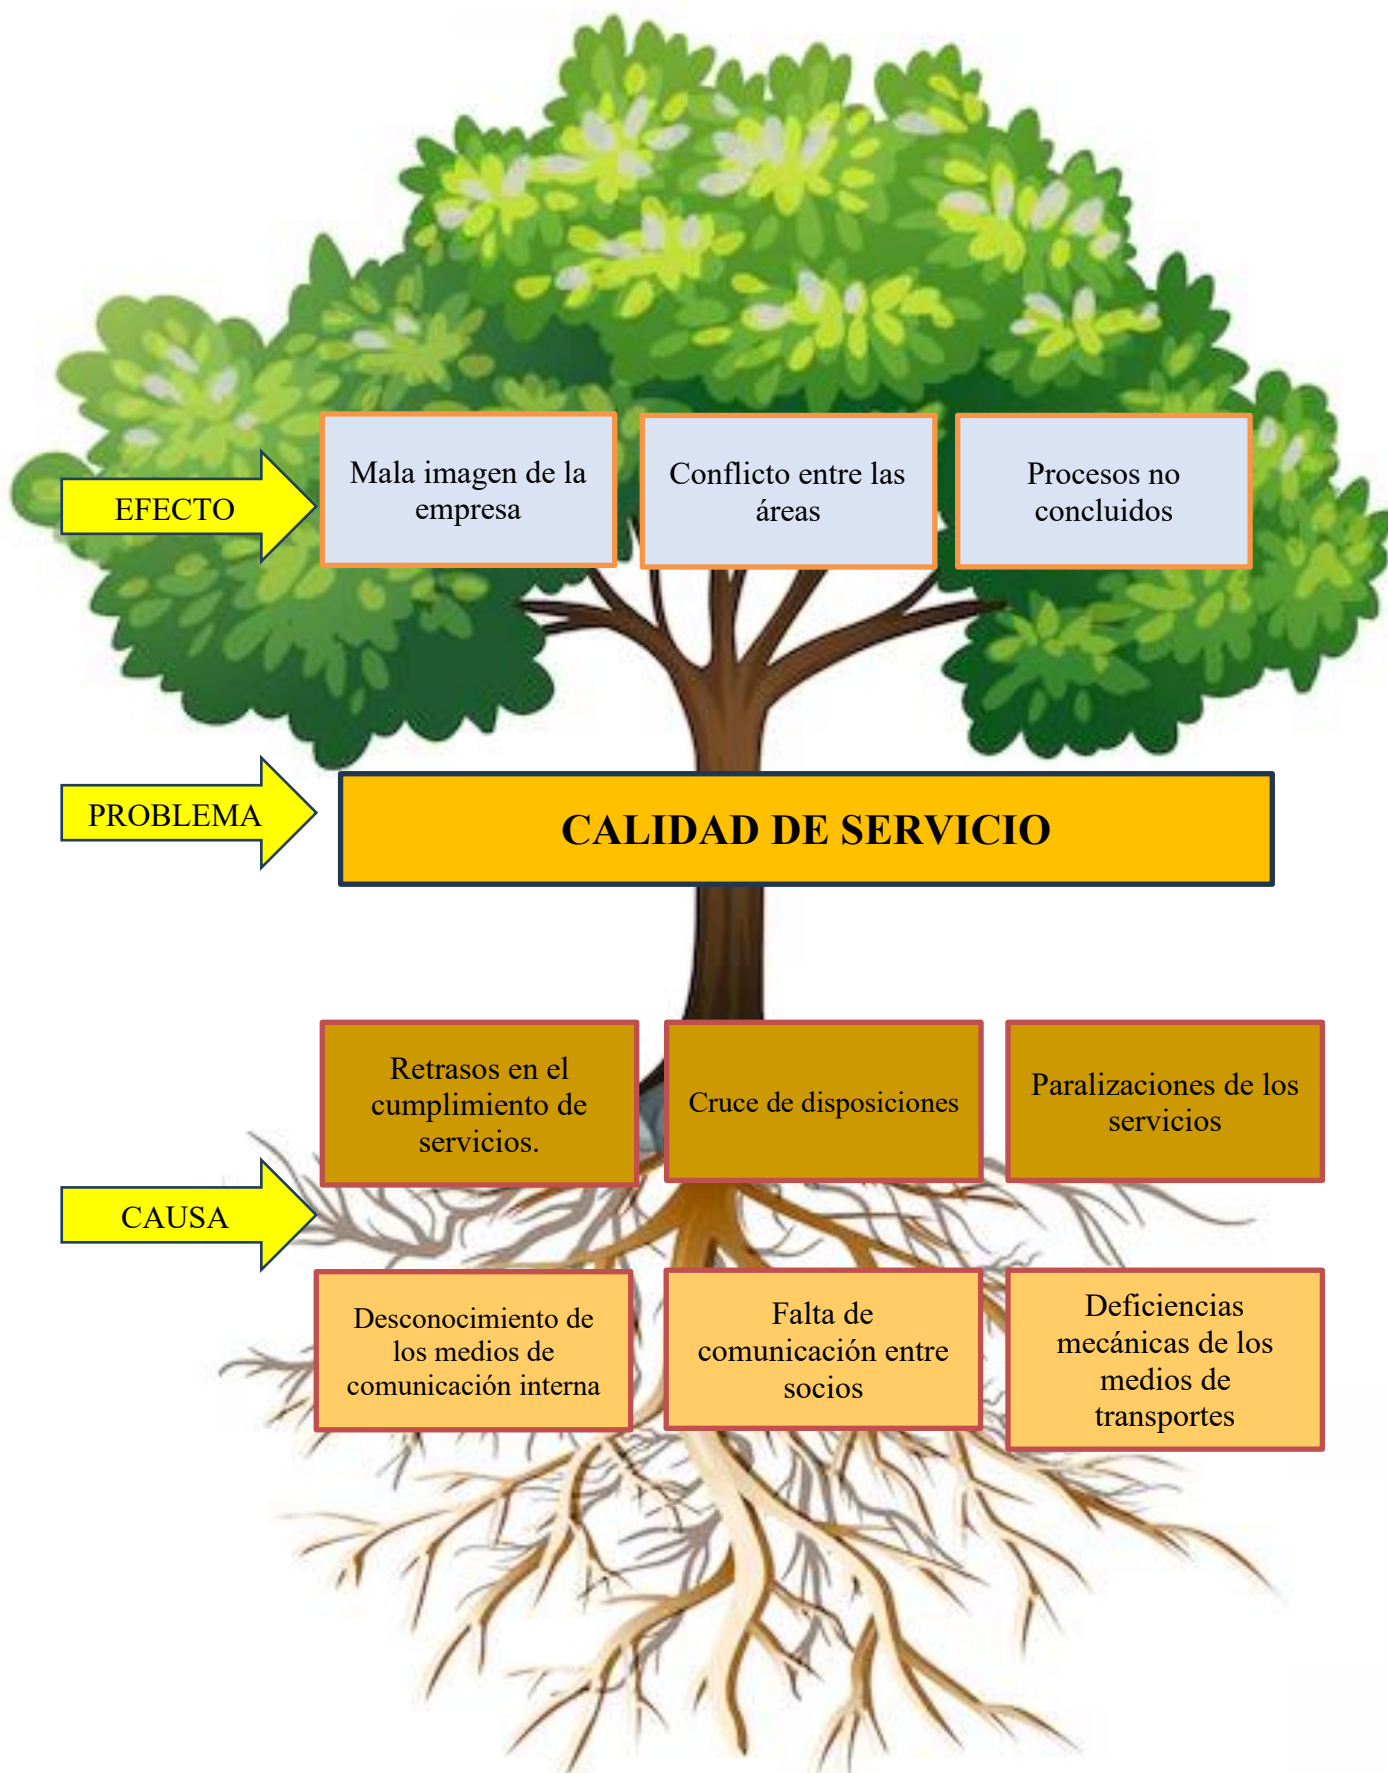 EFECTO
Mala imagen de la
empresa
Conflicto entre las
áreas
Procesos no
concluidos
PROBLEMA
CALIDAD DE SERVICIO
CAUSA
Retrasos en el
cumplimiento de
servicios.
Cruce de disposiciones
Paralizaciones de los
servicios
Desconocimiento de
los medios de
comunicación interna
Falta de
comunicación entre
socios
Deficiencias
mecánicas de los
medios de
transportes